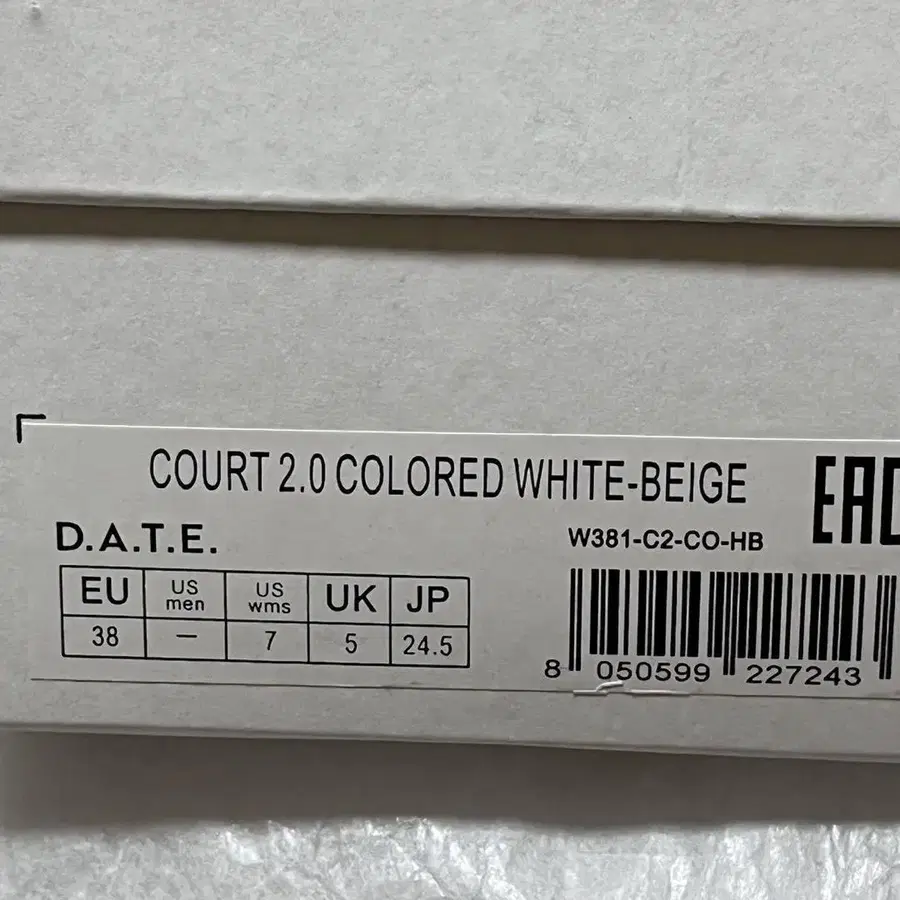 COURT 2.0 COLORED WHITE-BEIGE
EAC
D.A.T.E.
W381-C2-CO-HB
EU US men US wms UK JP
38 — 7 5 24.5
8 050599 227243